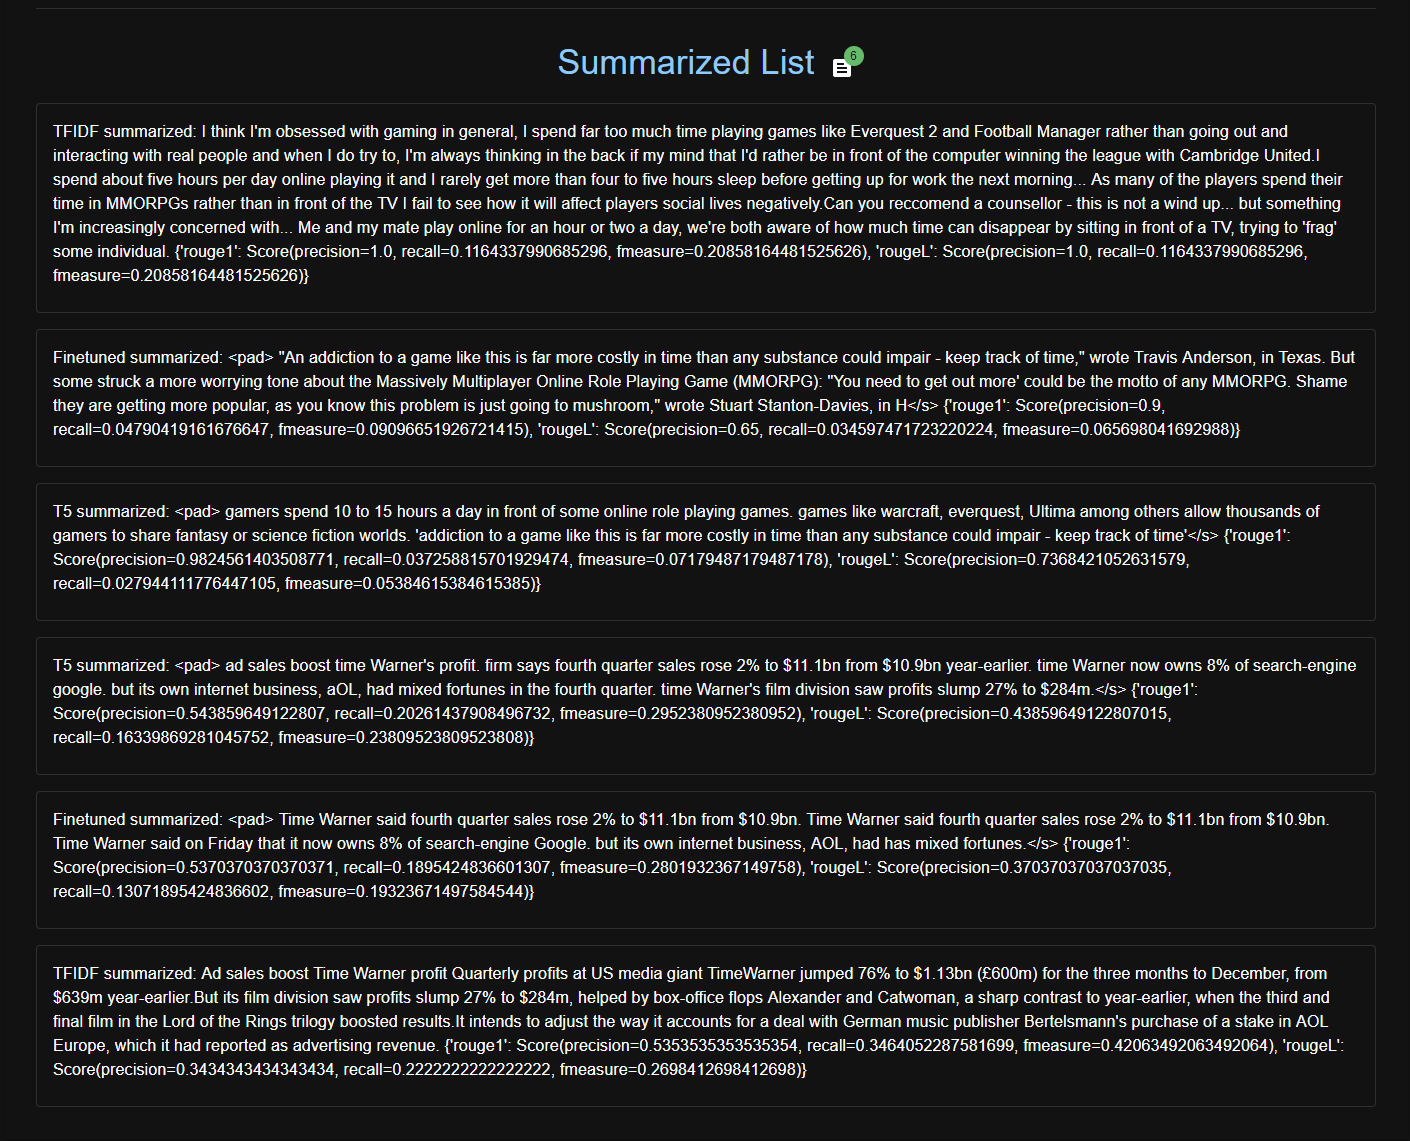 Summarized List
6
TFIDF summarized: I think I'm obsessed with gaming in general, I spend far too much time playing games like Everquest 2 and Football Manager rather than going out and
interacting with real people and when I do try to, I'm always thinking in the back if my mind that I'd rather be in front of the computer winning the league with Cambridge United.I
spend about five hours per day online playing it and I rarely get more than four to five hours sleep before getting up for work the next morning... As many of the players spend their
time in MMORPGs rather than in front of the TV I fail to see how it will affect players social lives negatively.Can you reccomend a counsellor - this is not a wind up... but something
I'm increasingly concerned with... Me and my mate play online for an hour or two a day, we're both aware of how much time can disappear by sitting in front of a TV, trying to 'frag'
some individual. {'rouge1': Score(precision=1.0, recall=0.1164337990685296, fmeasure=0.20858164481525626), 'rougeL': Score(precision=1.0, recall=0.1164337990685296,
fmeasure=0.20858164481525626)}
Finetuned summarized: <pad> "An addiction to a game like this is far more costly in time than any substance could impair - keep track of time," wrote Travis Anderson, in Texas. But
some struck a more worrying tone about the Massively Multiplayer Online Role Playing Game (MMORPG): "You need to get out more' could be the motto of any MMORPG. Shame
they are getting more popular, as you know this problem is just going to mushroom," wrote Stuart Stanton-Davies, in H</s> {'rouge1': Score(precision=0.9,
recall=0.04790419161676647, fmeasure=0.09096651926721415), 'rougeL': Score(precision=0.65, recall=0.034597471723220224, fmeasure=0.065698041692988)}
T5 summarized: <pad> gamers spend 10 to 15 hours a day in front of some online role playing games. games like warcraft, everquest, Ultima among others allow thousands of
gamers to share fantasy or science fiction worlds. 'addiction to a game like this is far more costly in time than any substance could impair - keep track of time'</s> {'rouge1':
Score(precision=0.9824561403508771, recall=0.037258815701929474, fmeasure=0.07179487179487178), 'rougeL': Score(precision=0.7368421052631579,
recall=0.027944111776447105, fmeasure=0.05384615384615385)}
T5 summarized: <pad> ad sales boost time Warner's profit. firm says fourth quarter sales rose 2% to $11.1bn from $10.9bn year-earlier. time Warner now owns 8% of search-engine
google. but its own internet business, aOL, had mixed fortunes in the fourth quarter. time Warner's film division saw profits slump 27% to $284m.</s> {'rouge1':
Score(precision=0.543859649122807, recall=0.20261437908496732, fmeasure=0.2952380952380952), 'rougeL': Score(precision=0.43859649122807015,
recall=0.16339869281045752, fmeasure=0.23809523809523808)}
Finetuned summarized: <pad> Time Warner said fourth quarter sales rose 2% to $11.1bn from $10.9bn. Time Warner said fourth quarter sales rose 2% to $11.1bn from $10.9bn.
Time Warner said on Friday that it now owns 8% of search-engine Google. but its own internet business, AOL, had has mixed fortunes.</s> {'rouge1':
Score(precision=0.5370370370370371, recall=0.1895424836601307, fmeasure=0.2801932367149758), 'rougeL': Score(precision=0.37037037037037035,
recall=0.13071895424836602, fmeasure=0.19323671497584544)}
TFIDF summarized: Ad sales boost Time Warner profit Quarterly profits at US media giant TimeWarner jumped 76% to $1.13bn (£600m) for the three months to December, from
$639m year-earlier.But its film division saw profits slump 27% to $284m, helped by box-office flops Alexander and Catwoman, a sharp contrast to year-earlier, when the third and
final film in the Lord of the Rings trilogy boosted results.It intends to adjust the way it accounts for a deal with German music publisher Bertelsmann's purchase of a stake in AOL
Europe, which it had reported as advertising revenue. {'rouge1': Score(precision=0.5353535353535354, recall=0.3464052287581699, fmeasure=0.42063492063492064), 'rougeL':
Score(precision=0.3434343434343434, recall=0.2222222222222222, fmeasure=0.2698412698412698)}